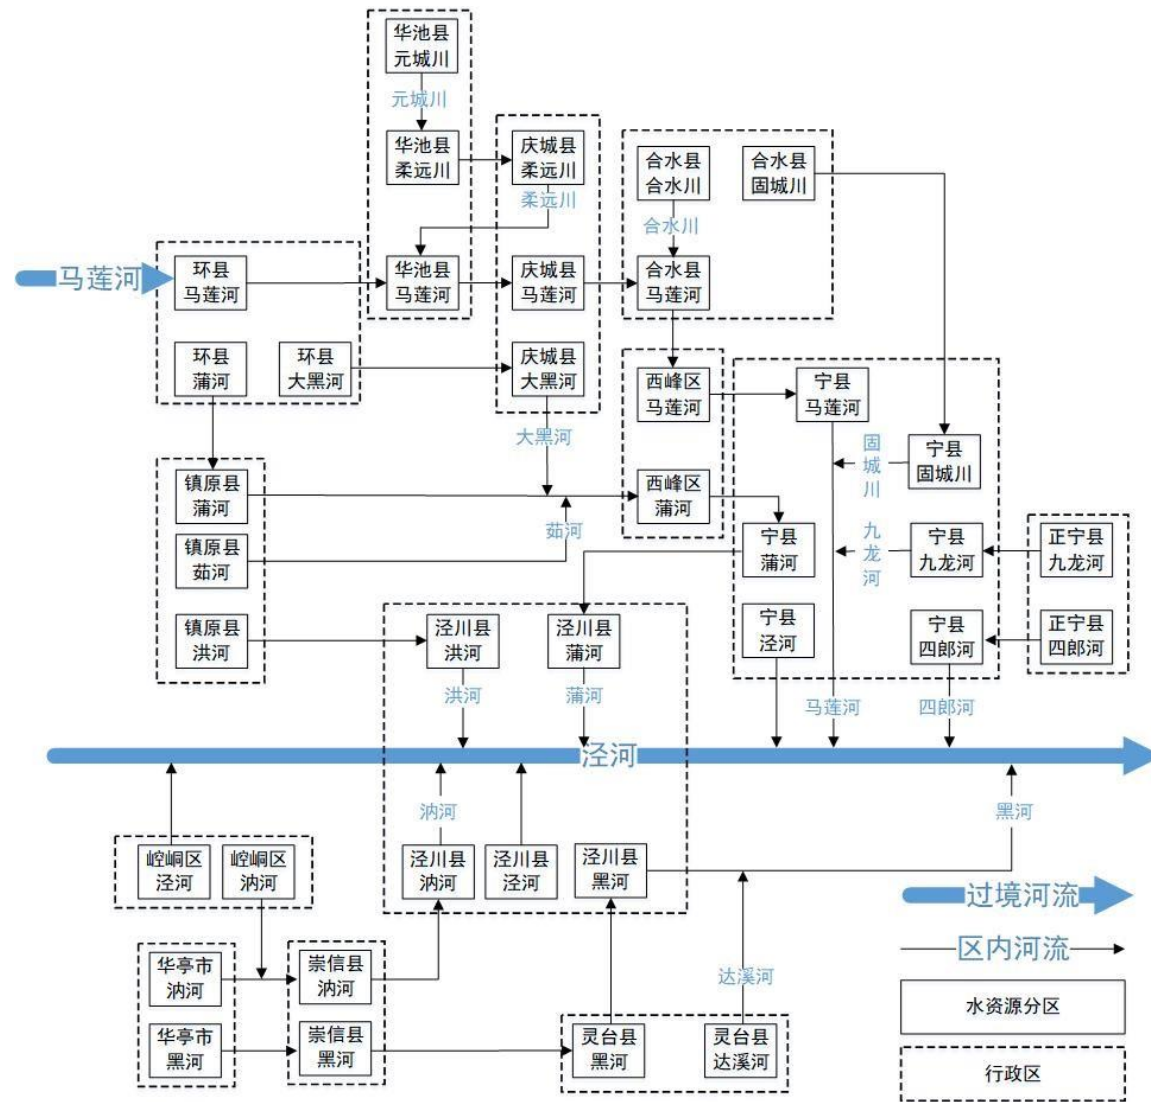 华池县
元城川
元城川
华池县
柔远川
庆城县
柔远川
柔远川
合水县
合水川
合水县
固城川
合水川
马莲河
环县
马莲河
华池县
马莲河
庆城县
马莲河
合水县
马莲河
环县
蒲河
环县
大黑河
庆城县
大黑河
西峰区
马莲河
宁县
马莲河
大黑河
固
城
川
宁县
固城川
镇原县
蒲河
西峰区
蒲河
茹河
镇原县
茹河
宁县
蒲河
九
龙
河
宁县
九龙河
正宁县
九龙河
镇原县
洪河
泾川县
洪河
泾川县
蒲河
宁县
泾河
宁县
四郎河
正宁县
四郎河
洪河
蒲河
马莲河
四郎河
泾河
汭河
黑河
崆峒区
泾河
崆峒区
汭河
泾川县
汭河
泾川县
泾河
泾川县
黑河
过境河流
华亭市
汭河
崇信县
汭河
达溪河
区内河流
水资源分区
华亭市
黑河
崇信县
黑河
灵台县
黑河
灵台县
达溪河
行政区